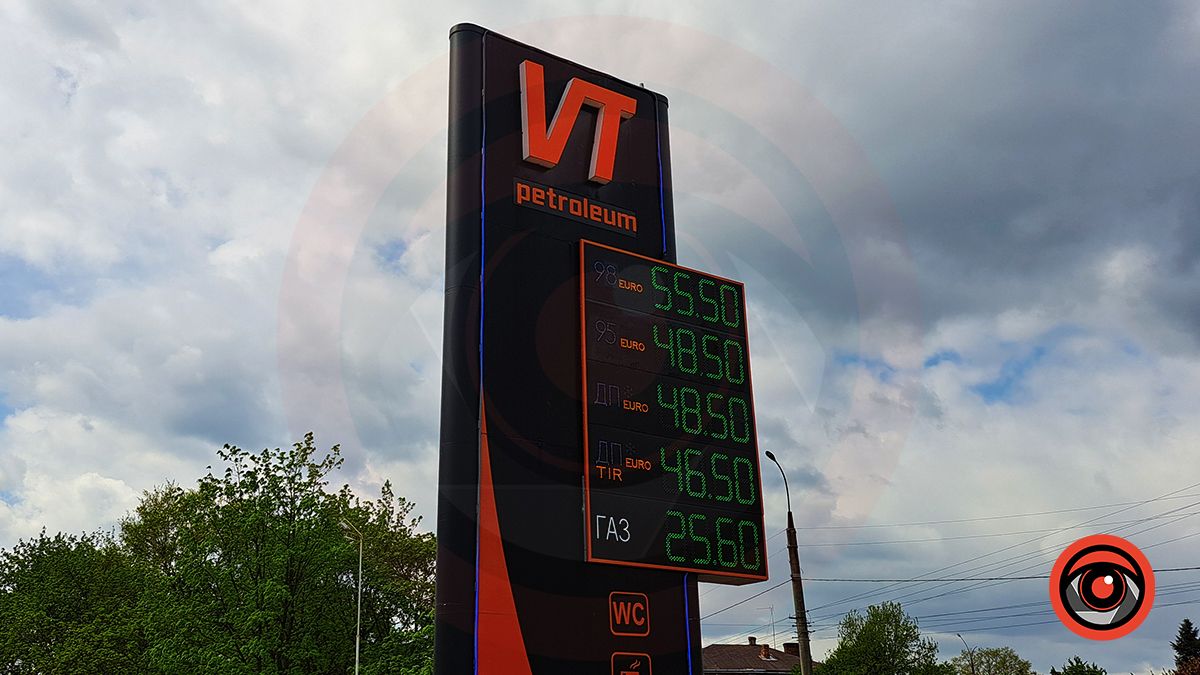 VT
petroleum
98 EURO 55.50
95 EURO 48.50
ДП EURO 48.50
ДП EURO 46.50
TIR
ГАЗ 25.60
WC